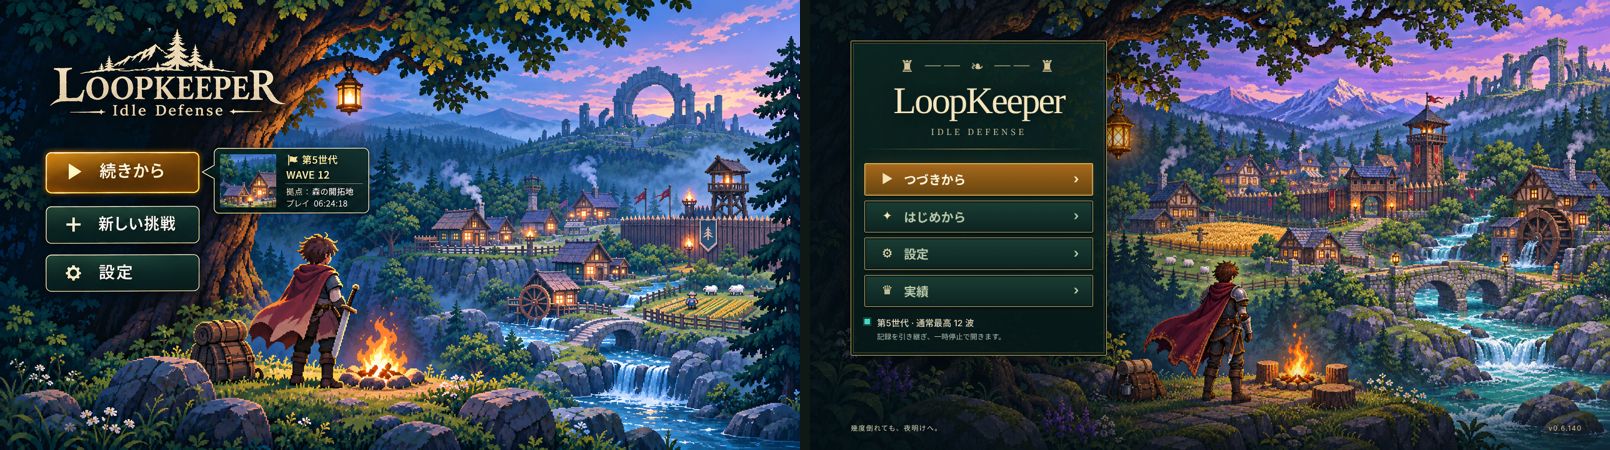 LOOPKEEPER
Idle Defense
続きから
新しい挑戦
設定
第5世代
WAVE 12
拠点：森の開拓地
プレイ 06:24:18
LoopKeeper
IDLE DEFENSE
つづきから
はじめから
設定
実績
第5世代・通常最高 12 波
記録を引き継ぎ、一時停止で開きます。
幾度倒れても、夜明けへ。
v0.6.140